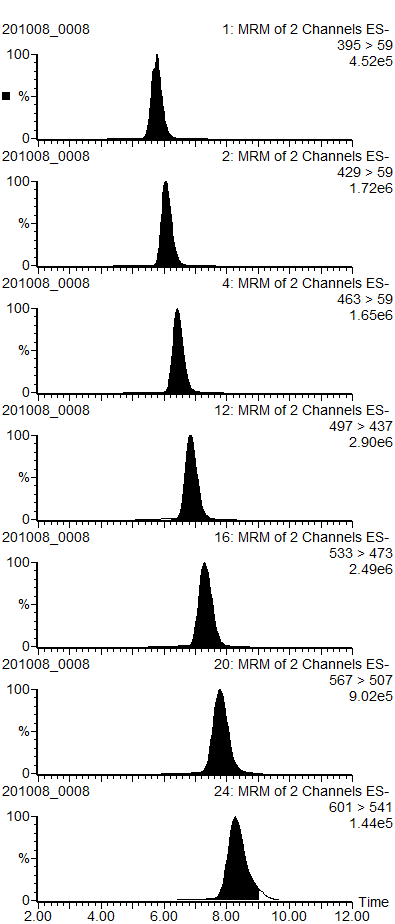 201008_0008 1: MRM of 2 Channels ES-
395 > 59
4.52e5
100
%
0
201008_0008 2: MRM of 2 Channels ES-
429 > 59
1.72e6
100
%
0
201008_0008 4: MRM of 2 Channels ES-
463 > 59
1.65e6
100
%
0
201008_0008 12: MRM of 2 Channels ES-
497 > 437
2.90e6
100
%
0
201008_0008 16: MRM of 2 Channels ES-
533 > 473
2.49e6
100
%
0
201008_0008 20: MRM of 2 Channels ES-
567 > 507
9.02e5
100
%
0
201008_0008 24: MRM of 2 Channels ES-
601 > 541
1.44e5
100
%
0
Time
2.00 4.00 6.00 8.00 10.00 12.00